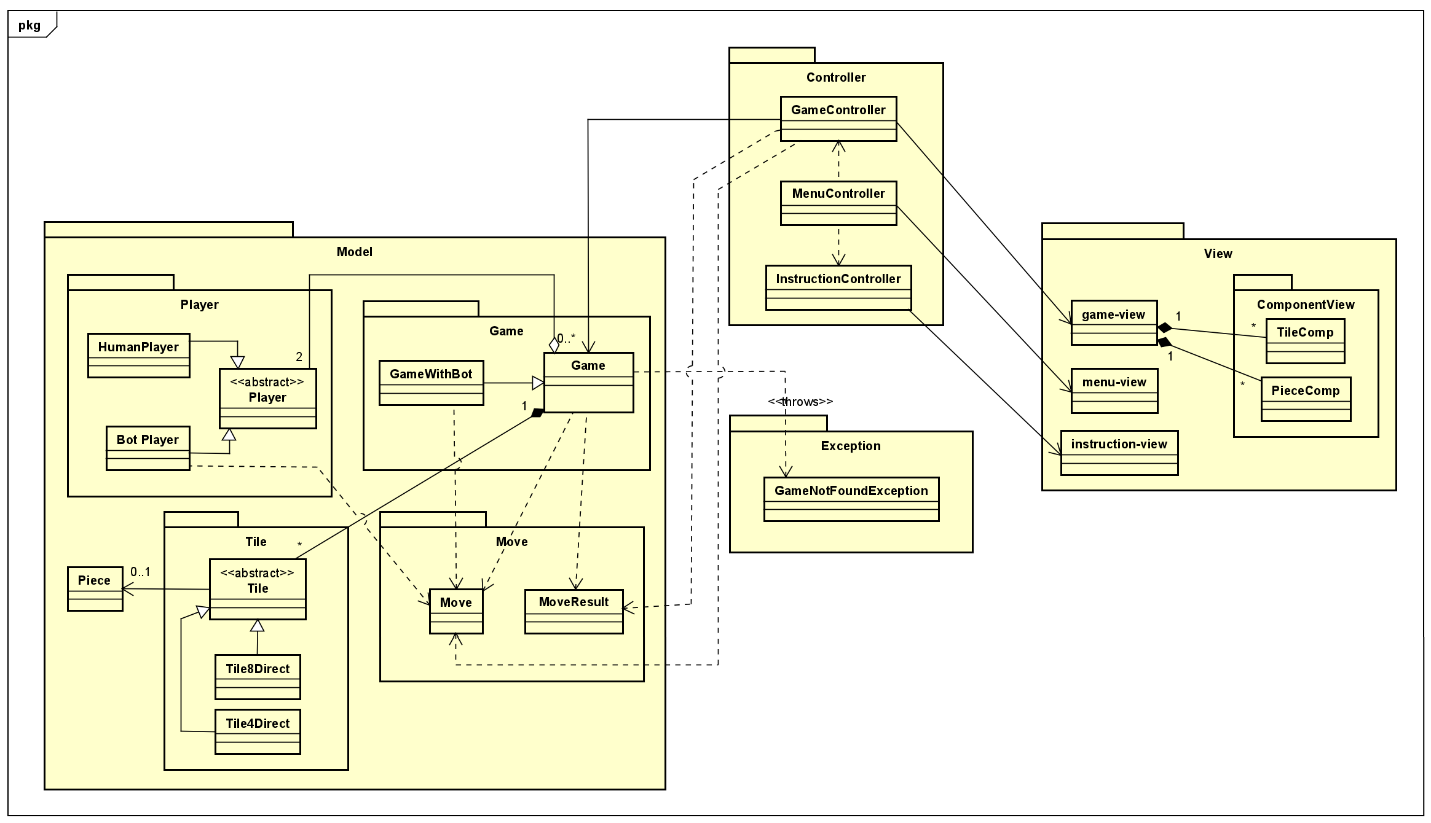 pkg
Controller
GameController
MenuController
InstructionController
Model
Player
HumanPlayer
2
<<abstract>>
Player
Bot Player
Game
0..*
GameWithBot
Game
1
<<throws>>
Exception
GameNotFoundException
View
ComponentView
game-view
1
*
TileComp
1
*
PieceComp
menu-view
instruction-view
Tile
*
Piece
0..1
<<abstract>>
Tile
Tile8Direct
Tile4Direct
Move
Move
MoveResult